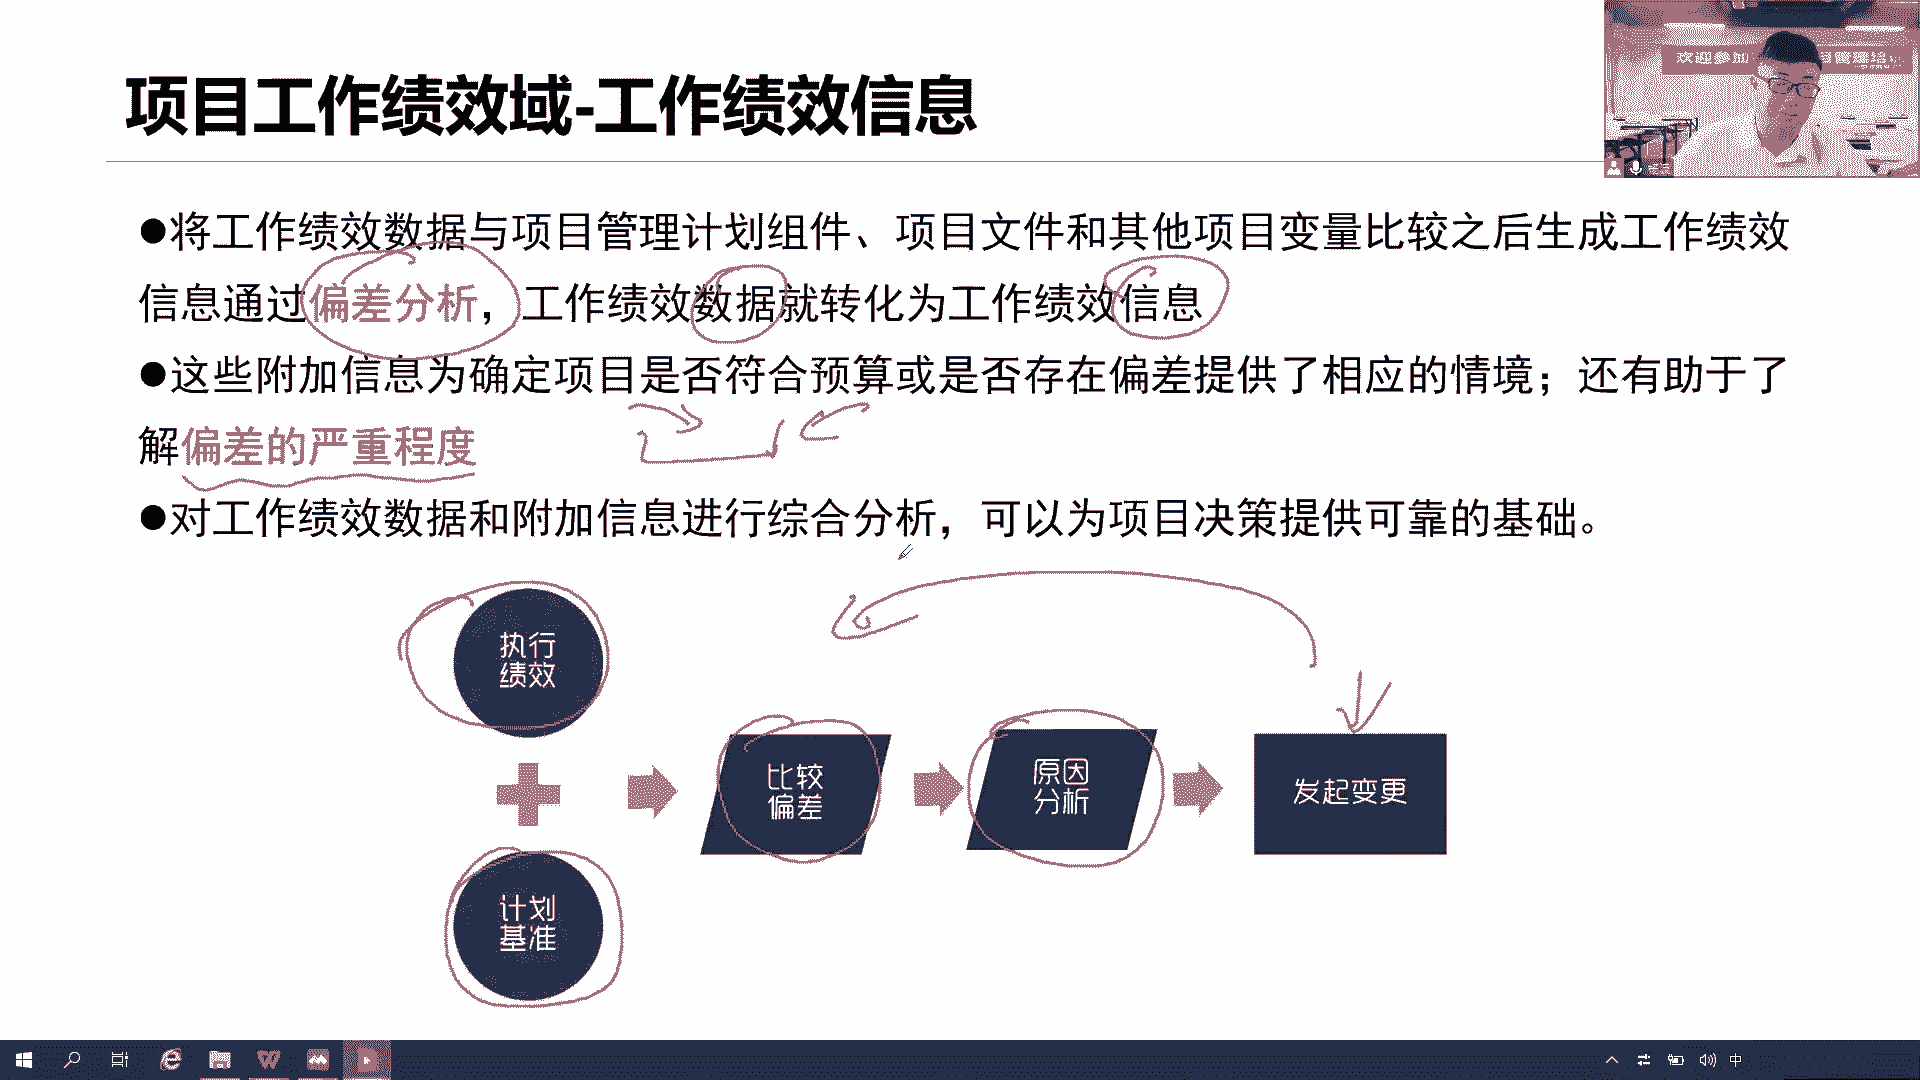 项目工作绩效域-工作绩效信息
欢迎参加
●将工作绩效数据与项目管理计划组件、项目文件和其他项目变量比较之后生成工作绩效
信息通过偏差分析，工作绩效数据就转化为工作绩效信息
●这些附加信息为确定项目是否符合预算或是否存在偏差提供了相应的情境；还有助于了
解偏差的严重程度
●对工作绩效数据和附加信息进行综合分析，可以为项目决策提供可靠的基础。
执行
绩效
计划
基准
比较
偏差
原因
分析
发起变更
中